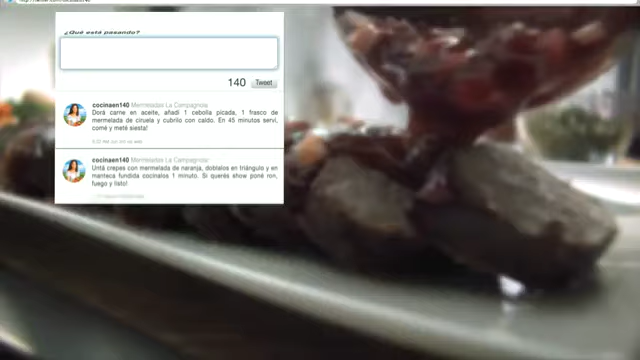 ¿Qué está pasando?
140 Tweet
cocinaen140 Mermeladas La Campagnola
Dorá carne en aceite, añadí 1 cebolla picada, 1 frasco de
mermelada de ciruela y cubrilo con caldo. En 45 minutos serví,
comé y meté siesta!
cocinaen140 Mermeladas La Campagnola:
Untá crepes con mermelada de naranja, doblalos en triángulo y en
manteca fundida cocinalos 1 minuto. Si querés show poné ron,
fuego y listo!